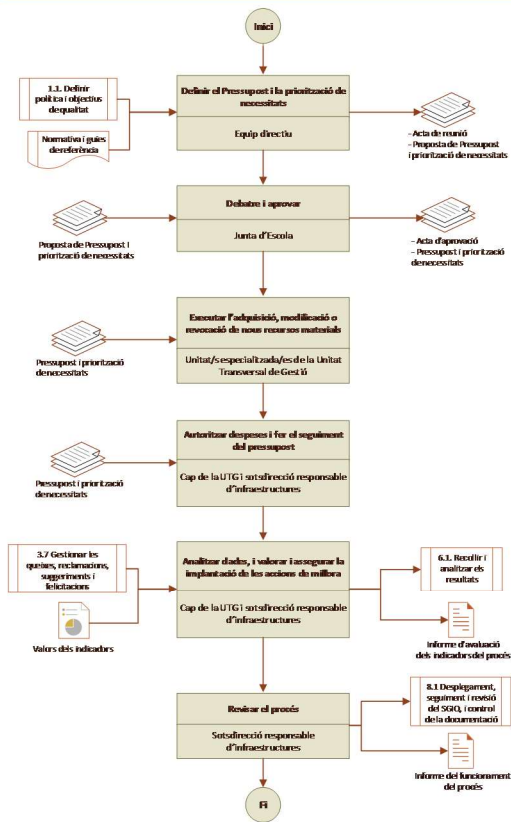 Inici
1.1. Definir
política i objectius
de qualitat
Normativa i guies
de referència
Definir el Pressupost i la priorització de
necessitats
Equip directiu
- Acta de reunió
- Proposta de Pressupost
i priorització de necessitats
Proposta de Pressupost i
priorització de necessitats
Debatre i aprovar
Junta d'Escola
- Acta d'aprovació
- Pressupost i priorització
de necessitats
Pressupost i priorització
de necessitats
Executar l'adquisició, modificació o
revocació de nous recursos materials
Unitat/s especialitzada/es de la Unitat
Transversal de Gestió
Pressupost i priorització
de necessitats
Autoritzar despeses i fer el seguiment
del pressupost
Cap de la UTG i sotsdirecció responsable
d'infraestructures
3.7 Gestionar les
queixes, reclamacions,
suggeriments i
felicitacions
Valors dels indicadors
Analitzar dades, i valorar i assegurar la
implantació de les accions de millora
Cap de la UTG i sotsdirecció responsable
d'infraestructures
6.1. Recollir i
analitzar els
resultats
Informe d'avaluació
dels indicadors del procés
Revisar el procés
Sotsdirecció responsable
d'infraestructures
8.1 Desplegament,
seguiment i revisió
del SGIQ, i control
de la documentació
Informe del funcionament del
procés
Fi